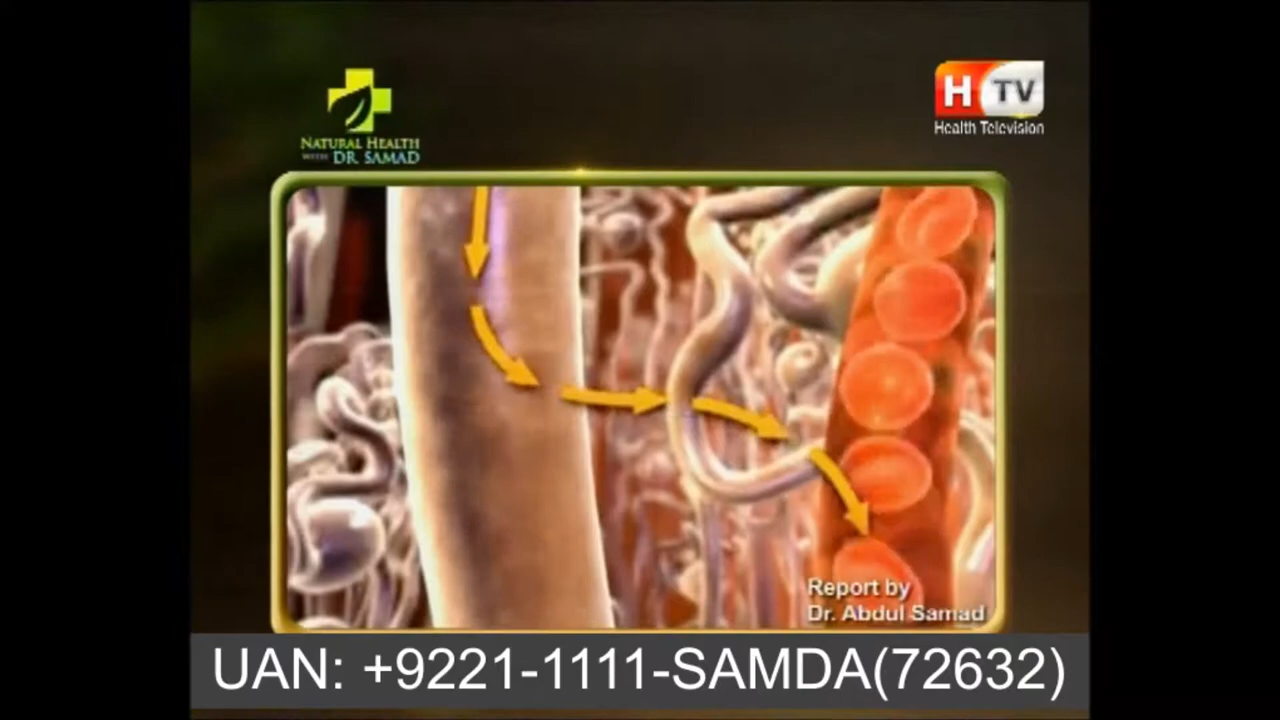 NATURAL HEALTH
WITH DR. SAMAD
H TV
Health Television
Report by
Dr. Abdul Samad
UAN: +9221-1111-SAMDA(72632)